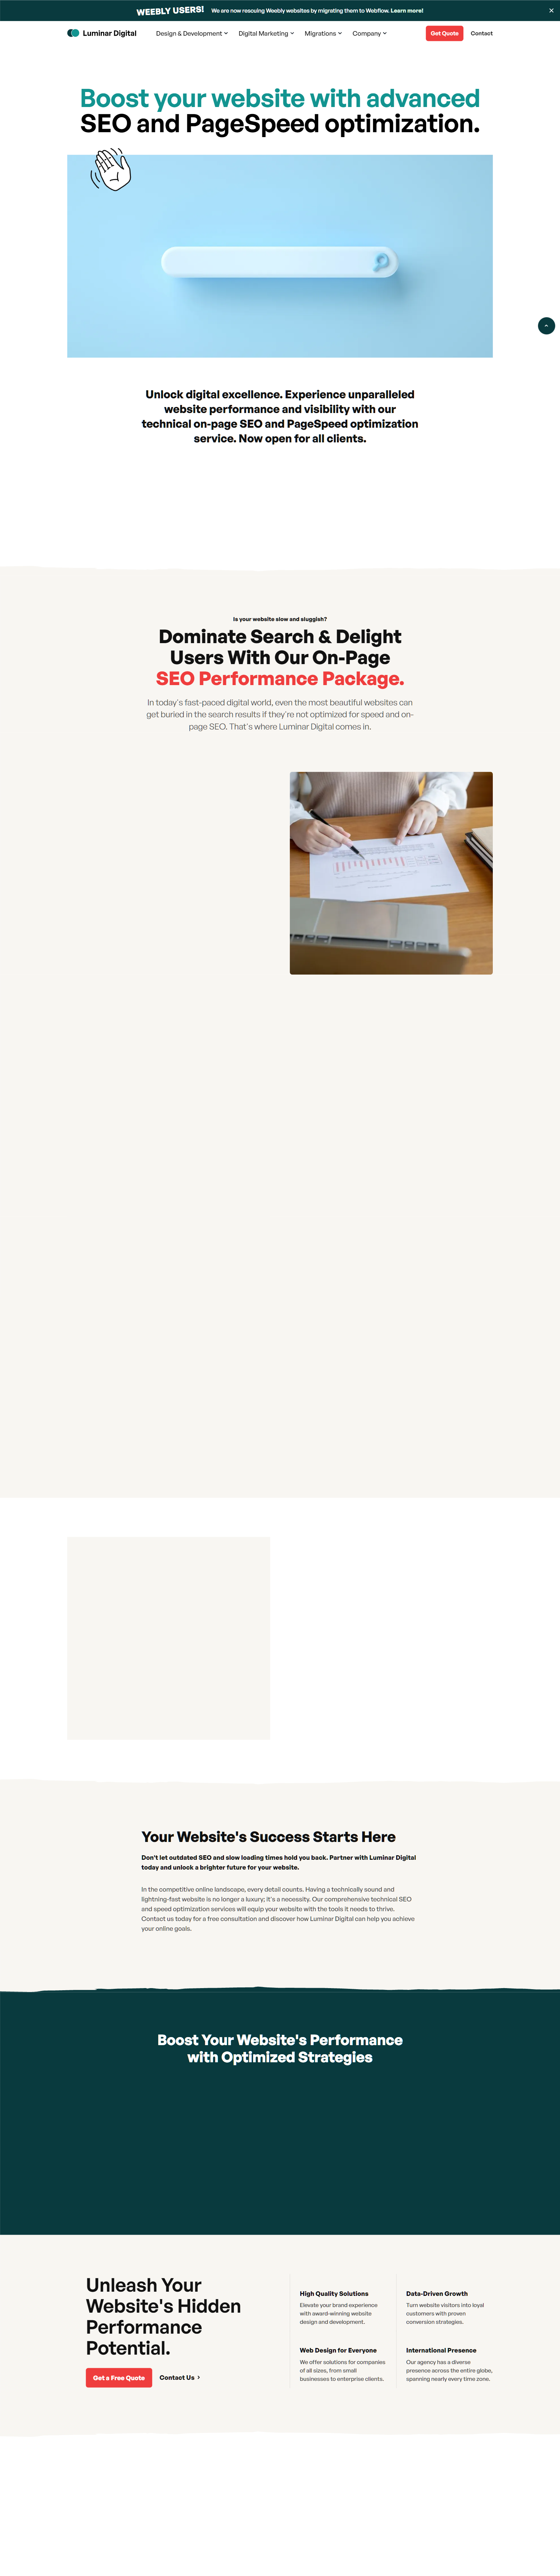 WEEBLY USERS!
We are now rescuing Weebly websites by migrating them to Webflow. Learn more!
Luminar Digital
Design & Development
Digital Marketing
Migrations
Company
Get Quote
Contact
Boost your website with advanced
SEO and PageSpeed optimization.
Unlock digital excellence. Experience unparalleled
website performance and visibility with our
technical on-page SEO and PageSpeed optimization
service. Now open for all clients.
Is your website slow and sluggish?
Dominate Search & Delight
Users With Our On-Page
SEO Performance Package.
In today's fast-paced digital world, even the most beautiful websites can
get buried in the search results if they're not optimized for speed and on-
page SEO. That's where Luminar Digital comes in.
Your Website's Success Starts Here
Don't let outdated SEO and slow loading times hold you back. Partner with Luminar Digital
today and unlock a brighter future for your website.
In the competitive online landscape, every detail counts. Having a technically sound and
lightning-fast website is no longer a luxury; it's a necessity. Our comprehensive technical SEO
and speed optimization services will equip your website with the tools it needs to thrive.
Contact us today for a free consultation and discover how Luminar Digital can help you achieve
your online goals.
Boost Your Website's Performance
with Optimized Strategies
Unleash Your
Website's Hidden
Performance
Potential.
Get a Free Quote
Contact Us
High Quality Solutions
Elevate your brand experience
with award-winning website
design and development.
Data-Driven Growth
Turn website visitors into loyal
customers with proven
conversion strategies.
Web Design for Everyone
We offer solutions for companies
of all sizes, from small
businesses to enterprise clients.
International Presence
Our agency has a diverse
presence across the entire globe,
spanning nearly every time zone.